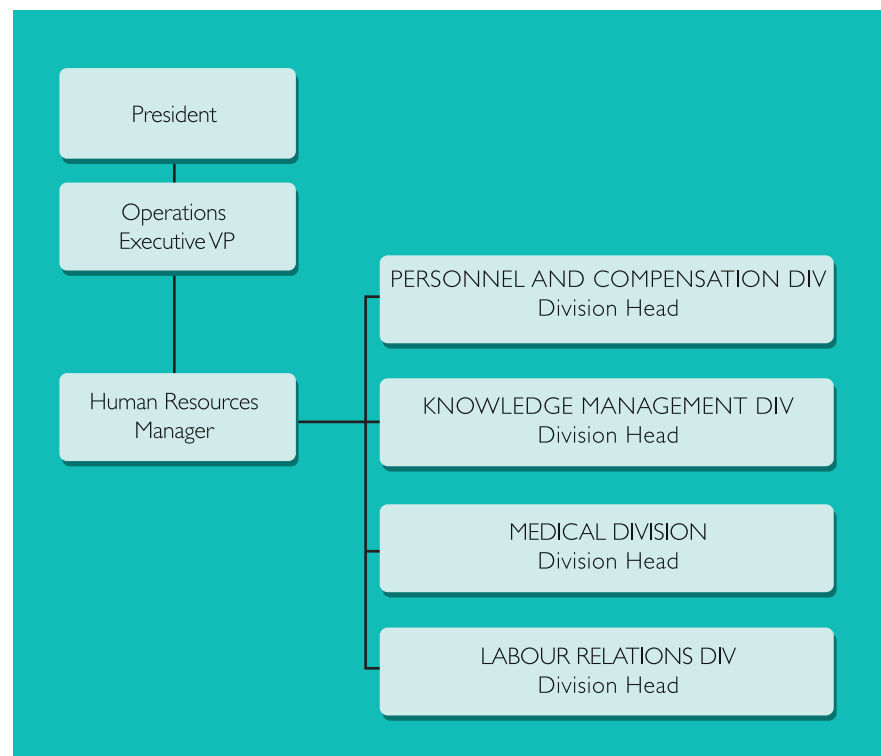 President
Operations
Executive VP
Human Resources
Manager
PERSONNEL AND COMPENSATION DIV
Division Head
KNOWLEDGE MANAGEMENT DIV
Division Head
MEDICAL DIVISION
Division Head
LABOUR RELATIONS DIV
Division Head